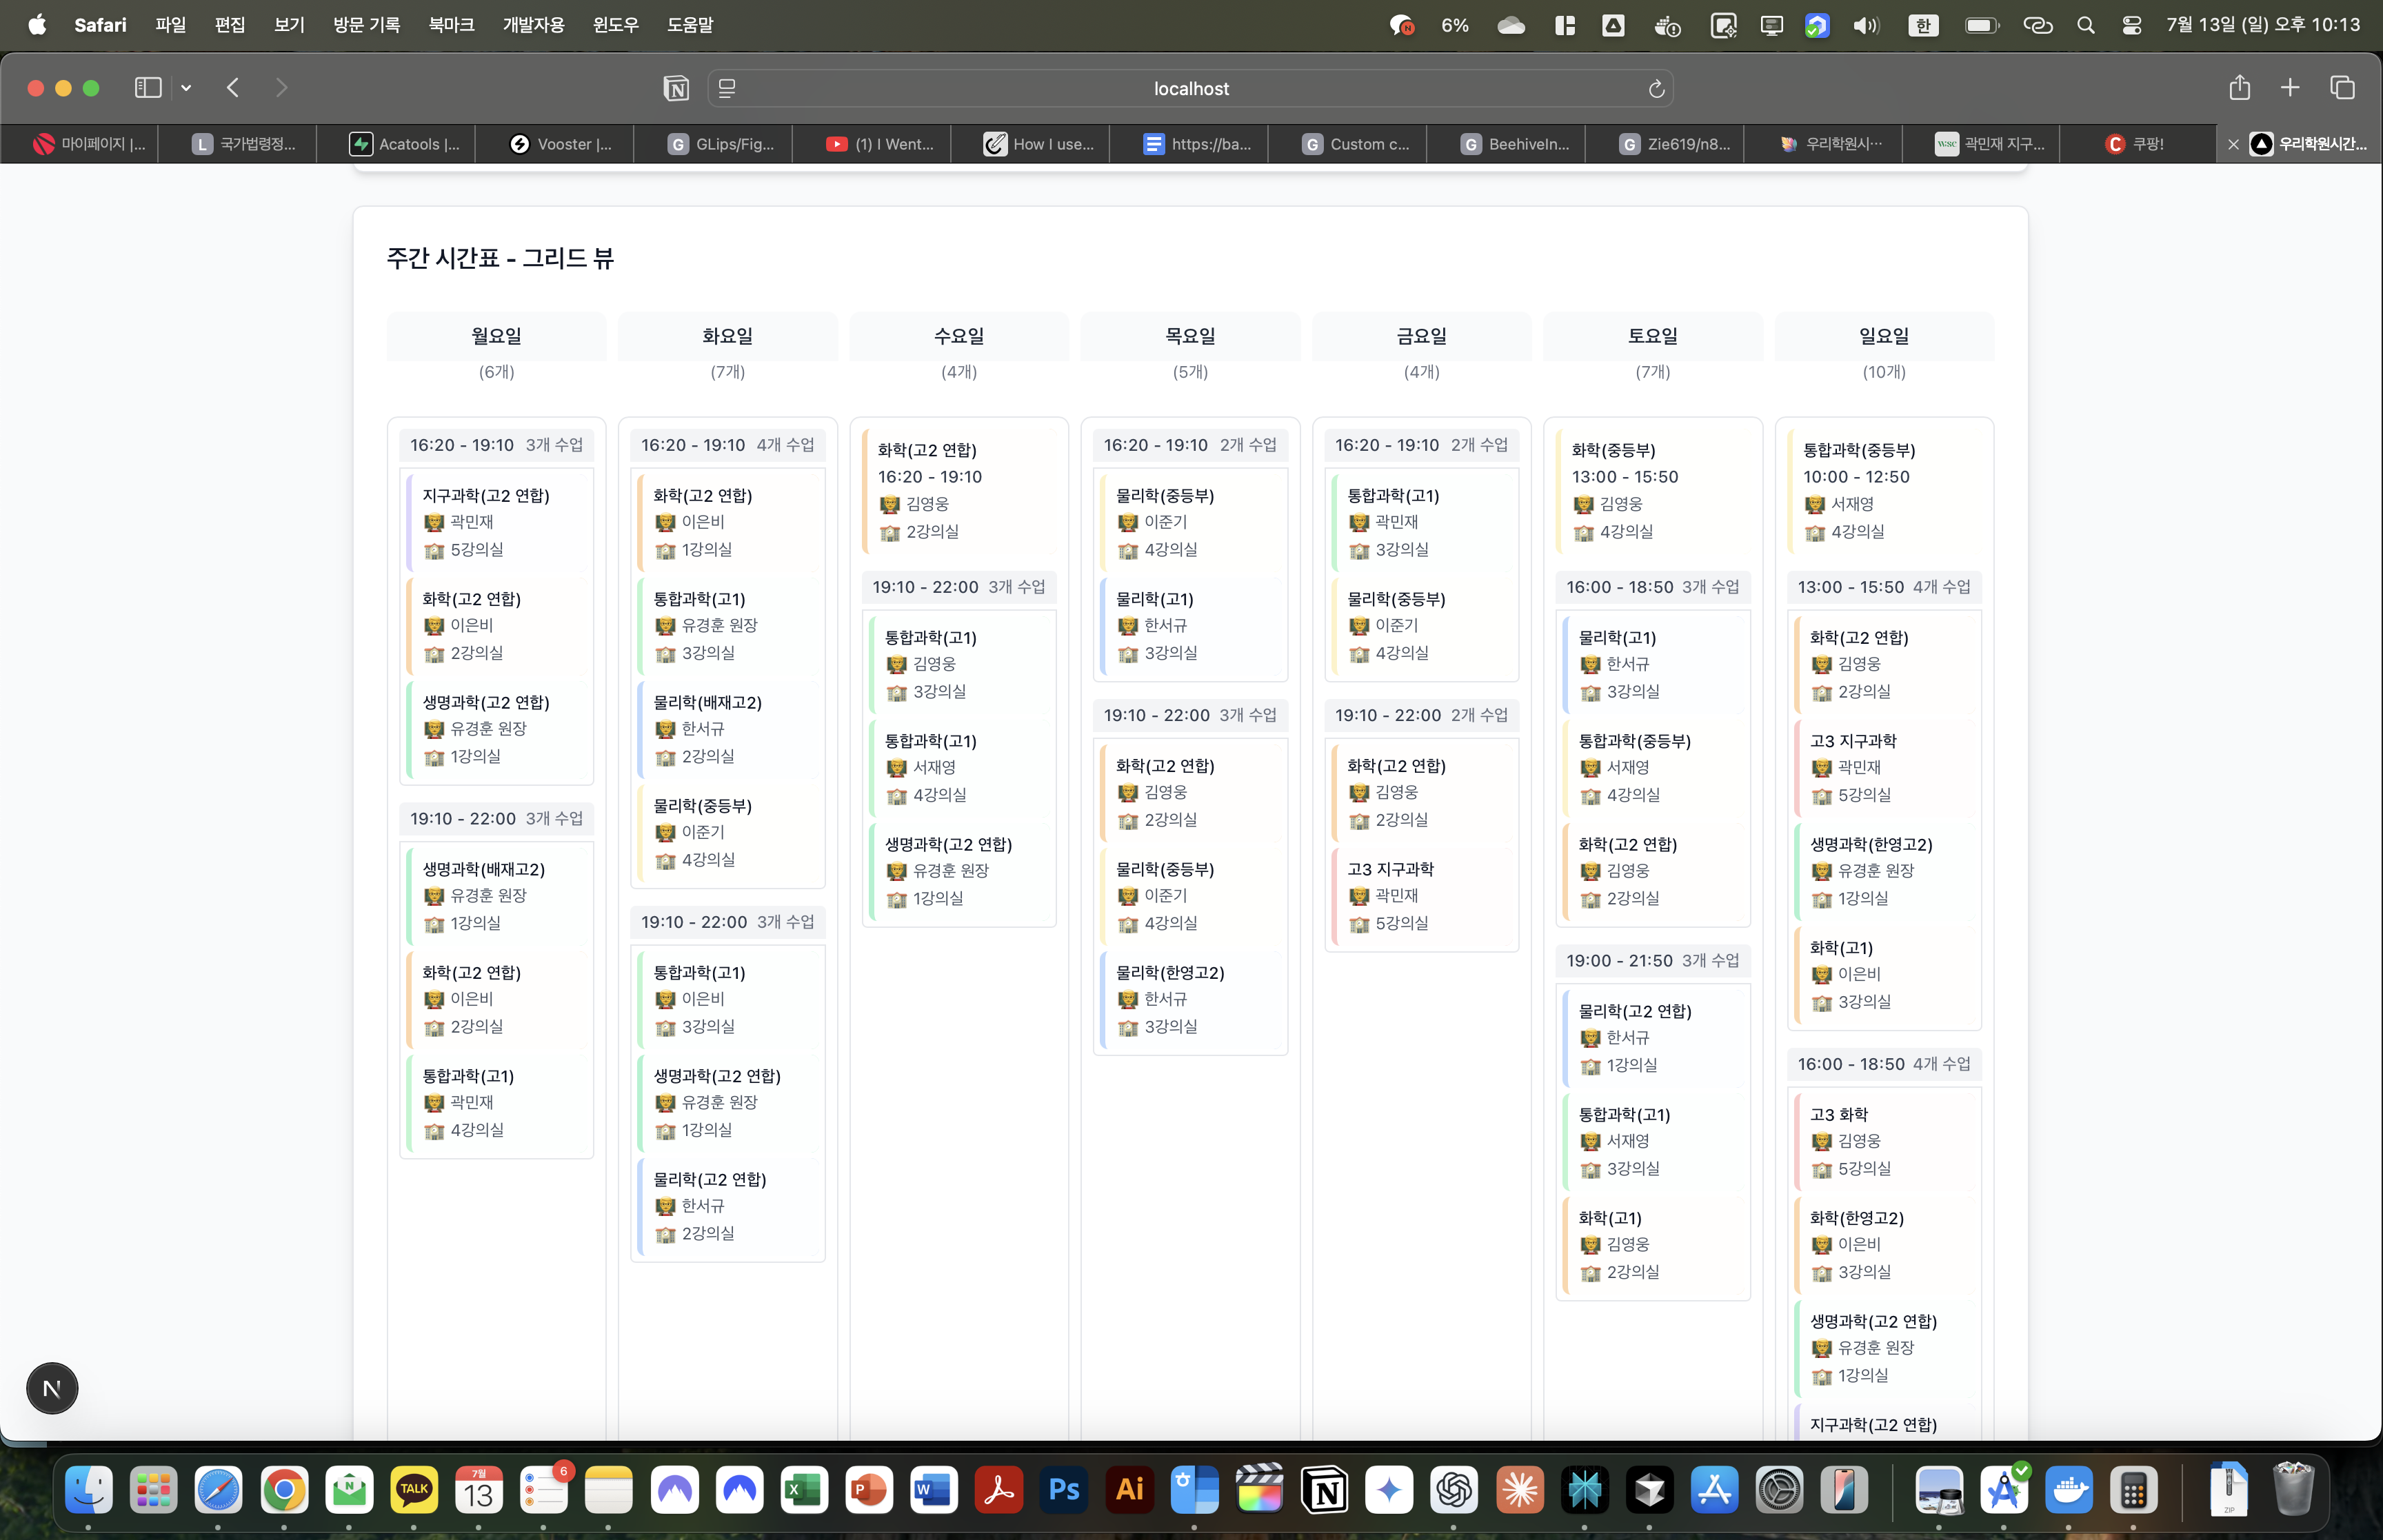 Safari 파일 편집 보기 방문 기록 북마크 개발자용 윈도우 도움말
6% 한 7월 13일 (일) 오후 10:13
localhost
마이페이지 |... L 국가법령정... Acatools |... Vooster |... G GLips/Fig... (1) I Went... How I use... https://ba... G Custom c... G BeehiveIn... G Zie619/n8... 우리학원시... WSC 곽민재 지구... C 쿠팡! 우리학원시간...
주간 시간표 - 그리드 뷰
월요일
(6개)
16:20 - 19:10 3개 수업
지구과학(고2 연합)
곽민재
5강의실
화학(고2 연합)
이은비
2강의실
생명과학(고2 연합)
유경훈 원장
1강의실
19:10 - 22:00 3개 수업
생명과학(배재고2)
유경훈 원장
1강의실
화학(고2 연합)
이은비
2강의실
통합과학(고1)
곽민재
4강의실
화요일
(7개)
16:20 - 19:10 4개 수업
화학(고2 연합)
이은비
1강의실
통합과학(고1)
유경훈 원장
3강의실
물리학(배재고2)
한서규
2강의실
물리학(중등부)
이준기
4강의실
19:10 - 22:00 3개 수업
통합과학(고1)
이은비
3강의실
생명과학(고2 연합)
유경훈 원장
1강의실
물리학(고2 연합)
한서규
2강의실
수요일
(4개)
화학(고2 연합)
16:20 - 19:10
김영웅
2강의실
19:10 - 22:00 3개 수업
통합과학(고1)
김영웅
3강의실
통합과학(고1)
서재영
4강의실
생명과학(고2 연합)
유경훈 원장
1강의실
목요일
(5개)
16:20 - 19:10 2개 수업
물리학(중등부)
이준기
4강의실
물리학(고1)
한서규
3강의실
19:10 - 22:00 3개 수업
화학(고2 연합)
김영웅
2강의실
물리학(중등부)
이준기
4강의실
물리학(한영고2)
한서규
3강의실
금요일
(4개)
16:20 - 19:10 2개 수업
통합과학(고1)
곽민재
3강의실
물리학(중등부)
이준기
4강의실
19:10 - 22:00 2개 수업
화학(고2 연합)
김영웅
2강의실
고3 지구과학
곽민재
5강의실
토요일
(7개)
화학(중등부)
13:00 - 15:50
김영웅
4강의실
16:00 - 18:50 3개 수업
물리학(고1)
한서규
3강의실
통합과학(중등부)
서재영
4강의실
화학(고2 연합)
김영웅
2강의실
19:00 - 21:50 3개 수업
물리학(고2 연합)
한서규
1강의실
통합과학(고1)
서재영
3강의실
화학(고1)
김영웅
2강의실
일요일
(10개)
통합과학(중등부)
10:00 - 12:50
서재영
4강의실
13:00 - 15:50 4개 수업
화학(고2 연합)
김영웅
2강의실
고3 지구과학
곽민재
5강의실
생명과학(한영고2)
유경훈 원장
1강의실
화학(고1)
이은비
3강의실
16:00 - 18:50 4개 수업
고3 화학
김영웅
5강의실
화학(한영고2)
이은비
3강의실
생명과학(고2 연합)
유경훈 원장
1강의실
지구과학(고2 연합)
N
N TALK 7월 13 6 X P W Ps Ai N ZIP